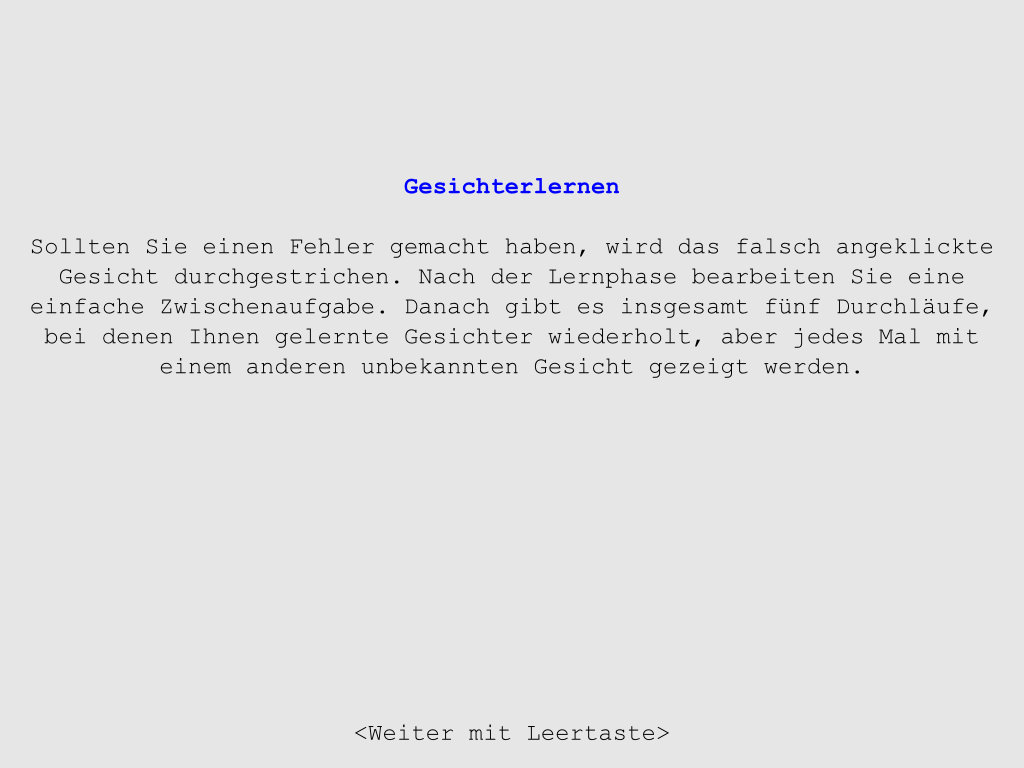 Gesichterlernen
Sollten Sie einen Fehler gemacht haben, wird das falsch angeklickte
Gesicht durchgestrichen. Nach der Lernphase bearbeiten Sie eine
einfache Zwischenaufgabe. Danach gibt es insgesamt fünf Durchläufe,
bei denen Ihnen gelernte Gesichter wiederholt, aber jedes Mal mit
einem anderen unbekannten Gesicht gezeigt werden.
<Weiter mit Leertaste>